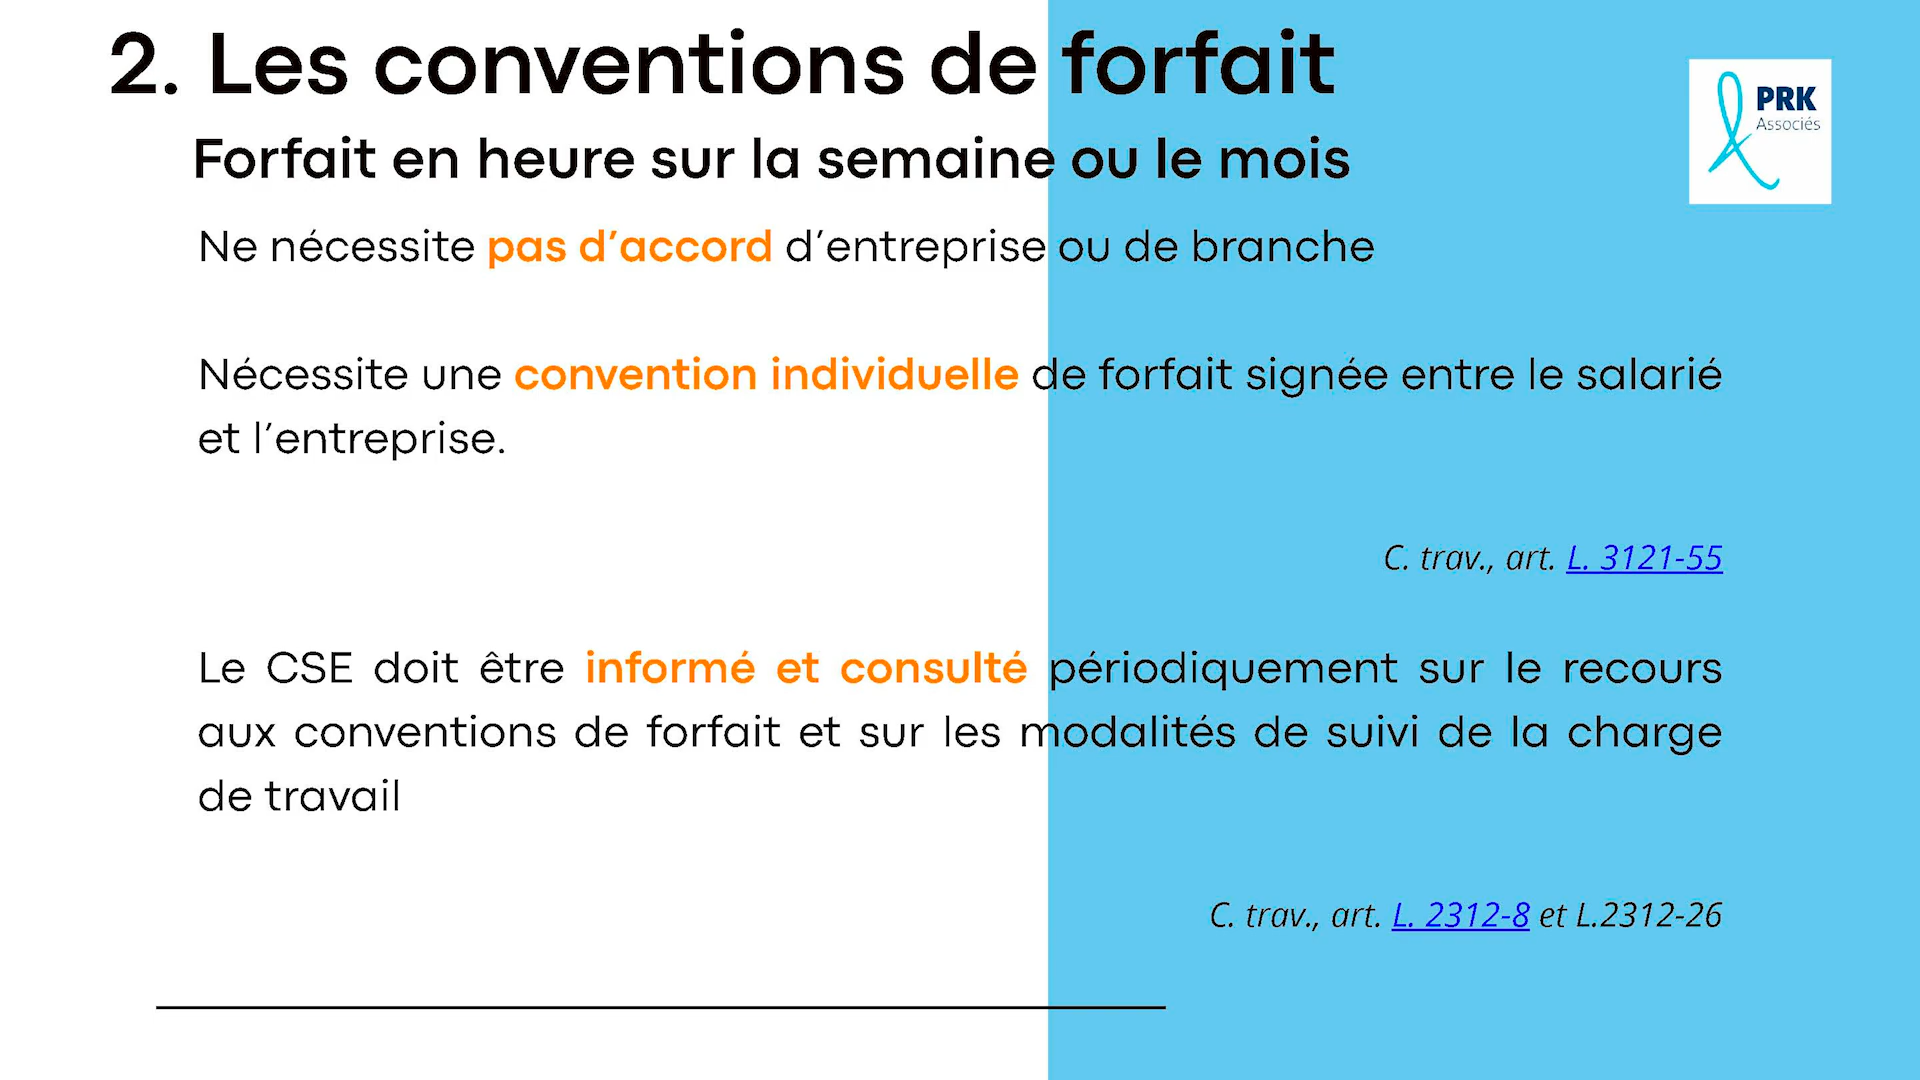 2. Les conventions de forfait
PRK
Associés
Forfait en heure sur la semaine ou le mois
Ne nécessite pas d’accord d’entreprise ou de branche
Nécessite une convention individuelle de forfait signée entre le salarié
et l’entreprise.
C. trav., art. L. 3121-55
Le CSE doit être informé et consulté périodiquement sur le recours
aux conventions de forfait et sur les modalités de suivi de la charge
de travail
C. trav., art. L. 2312-8 et L.2312-26